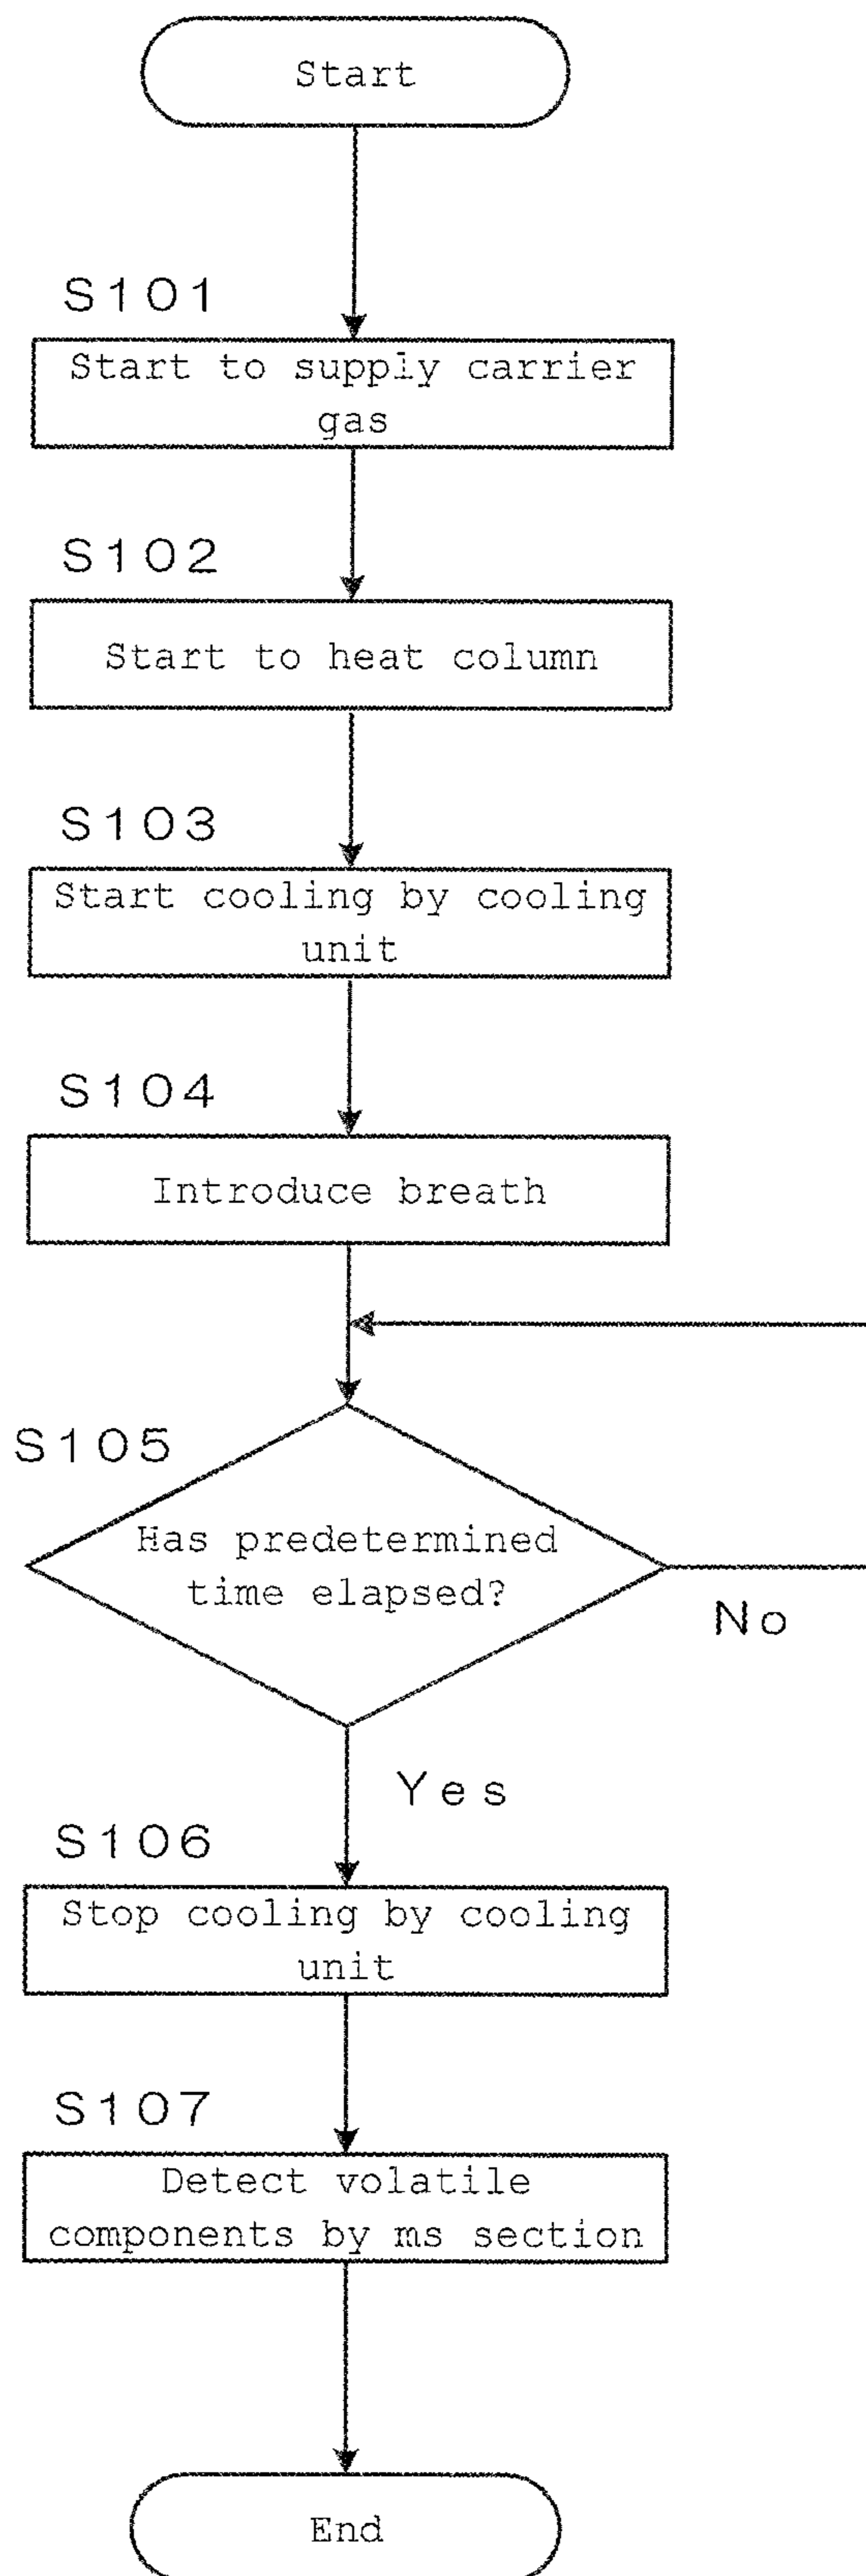 Start
S101
Start to supply carrier
gas
S102
Start to heat column
S103
Start cooling by cooling
unit
S104
Introduce breath
S105
Has predetermined
time elapsed?
No
Yes
S106
Stop cooling by cooling
unit
S107
Detect volatile
components by ms section
End